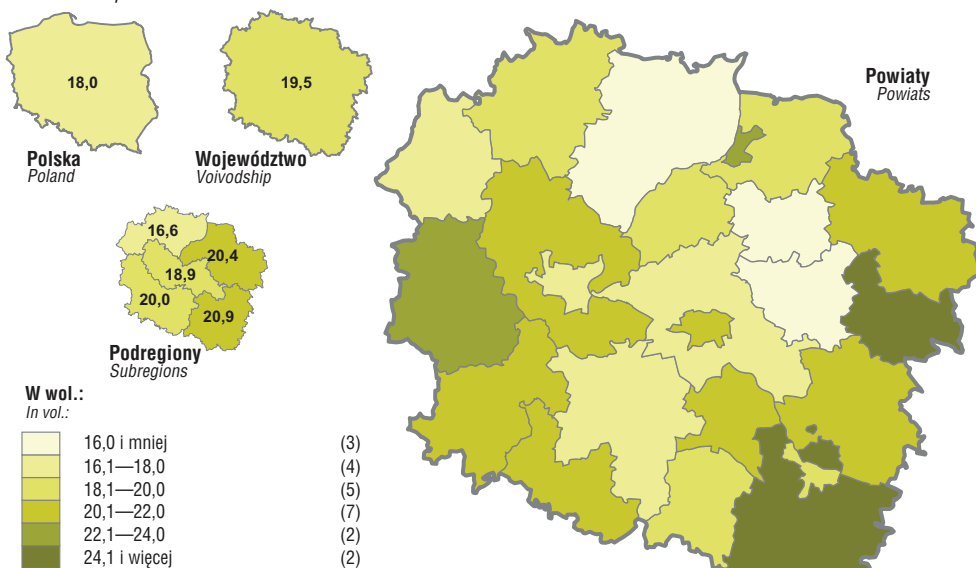 18,0
19,5
Polska
Poland
Województwo
Voivodship
Powiaty
Powiats
16,6
20,4
18,9
20,0
20,9
Podregiony
Subregions
W wol.:
In vol.:
16,0 i mniej (3)
16,1—18,0 (4)
18,1—20,0 (5)
20,1—22,0 (7)
22,1—24,0 (2)
24,1 i więcej (2)